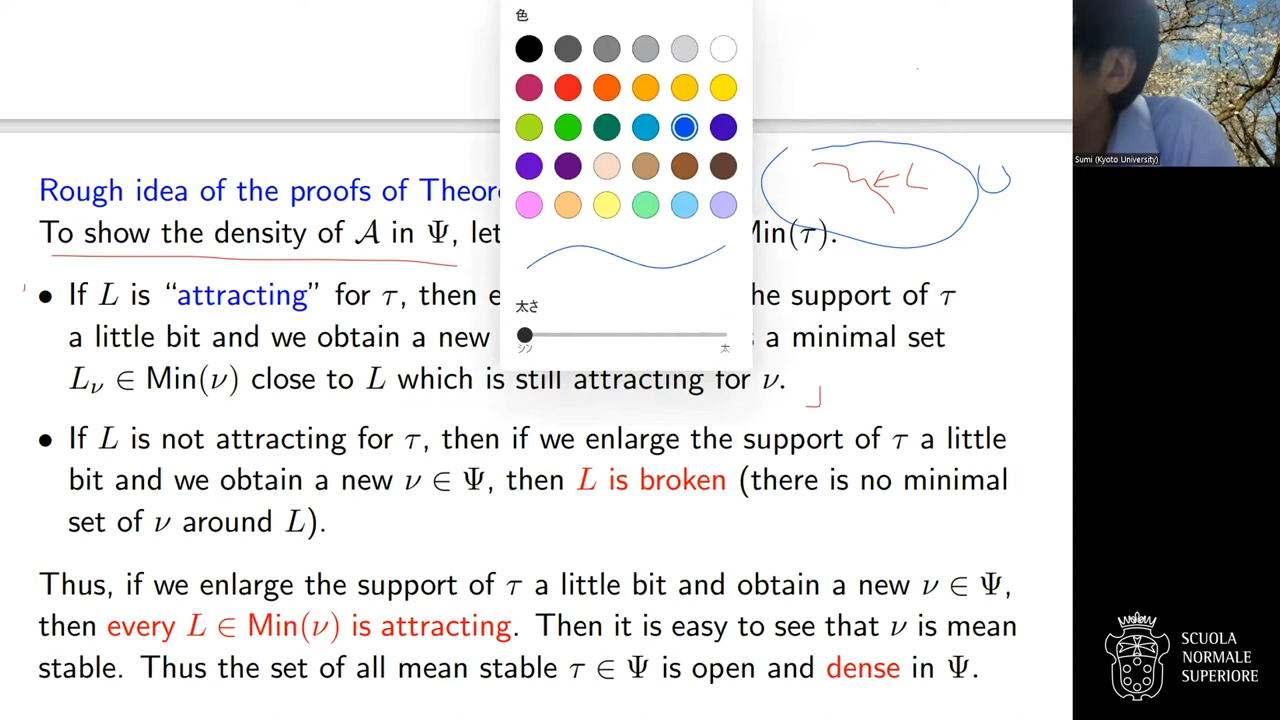 色
Rough idea of the proofs of Theor
To show the density of 𝒜 in Ψ, let Min(τ).
L U
• If L is “attracting” for τ, then e he support of τ
a little bit and we obtain a new a minimal set
太さ
シン 太
Lν ∈ Min(ν) close to L which is still attracting for ν.
• If L is not attracting for τ, then if we enlarge the support of τ a little
bit and we obtain a new ν ∈ Ψ, then L is broken (there is no minimal
set of ν around L).
Thus, if we enlarge the support of τ a little bit and obtain a new ν ∈ Ψ,
then every L ∈ Min(ν) is attracting. Then it is easy to see that ν is mean
stable. Thus the set of all mean stable τ ∈ Ψ is open and dense in Ψ.
Sumi (Kyoto University)
SCUOLA
NORMALE
SUPERIORE